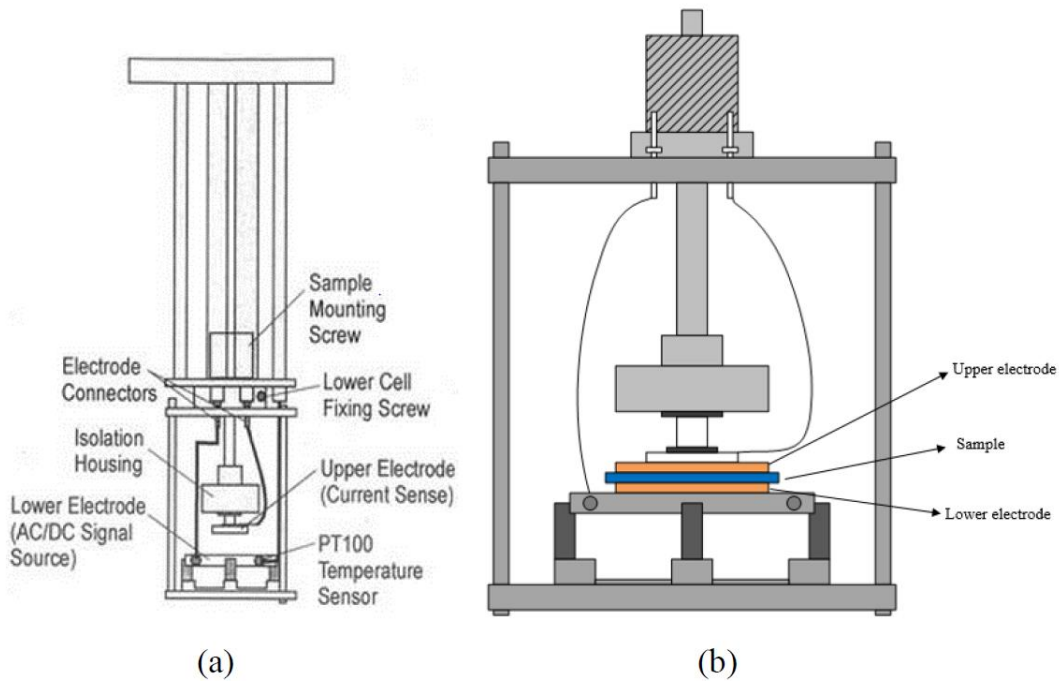 Sample
Mounting
Screw
Electrode
Connectors
Lower Cell
Fixing Screw
Isolation
Housing
Upper Electrode
(Current Sense)
Lower Electrode
(AC/DC Signal
Source)
PT100
Temperature
Sensor
(a)
Upper electrode
Sample
Lower electrode
(b)